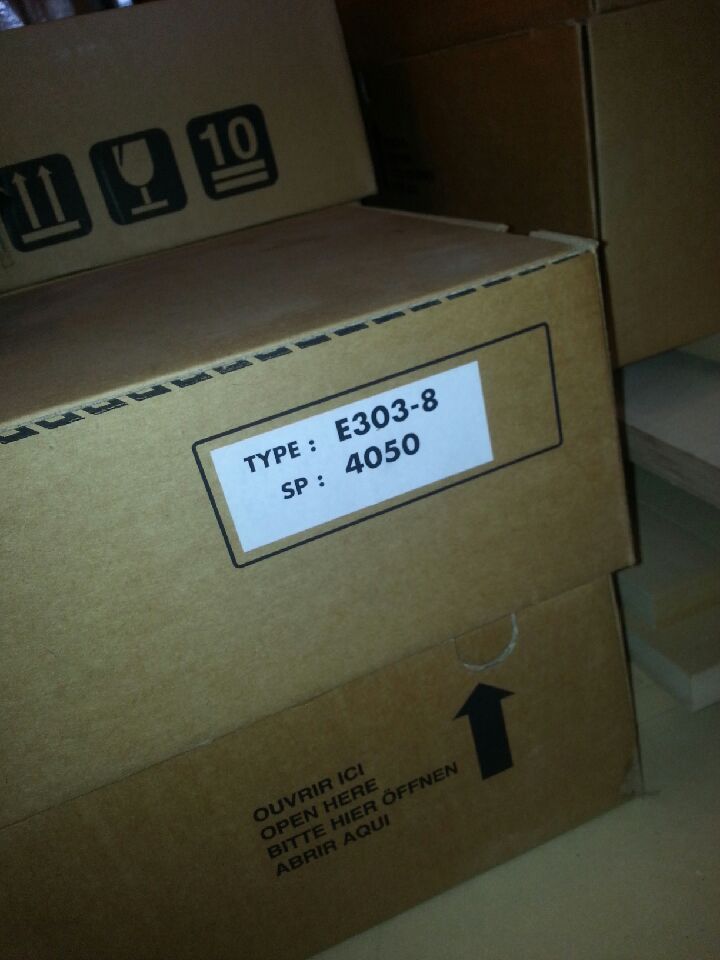 10
TYPE : E303-8
SP : 4050
OUVRIR ICI
OPEN HERE
BITTE HIER ÖFFNEN
ABRIR AQUI